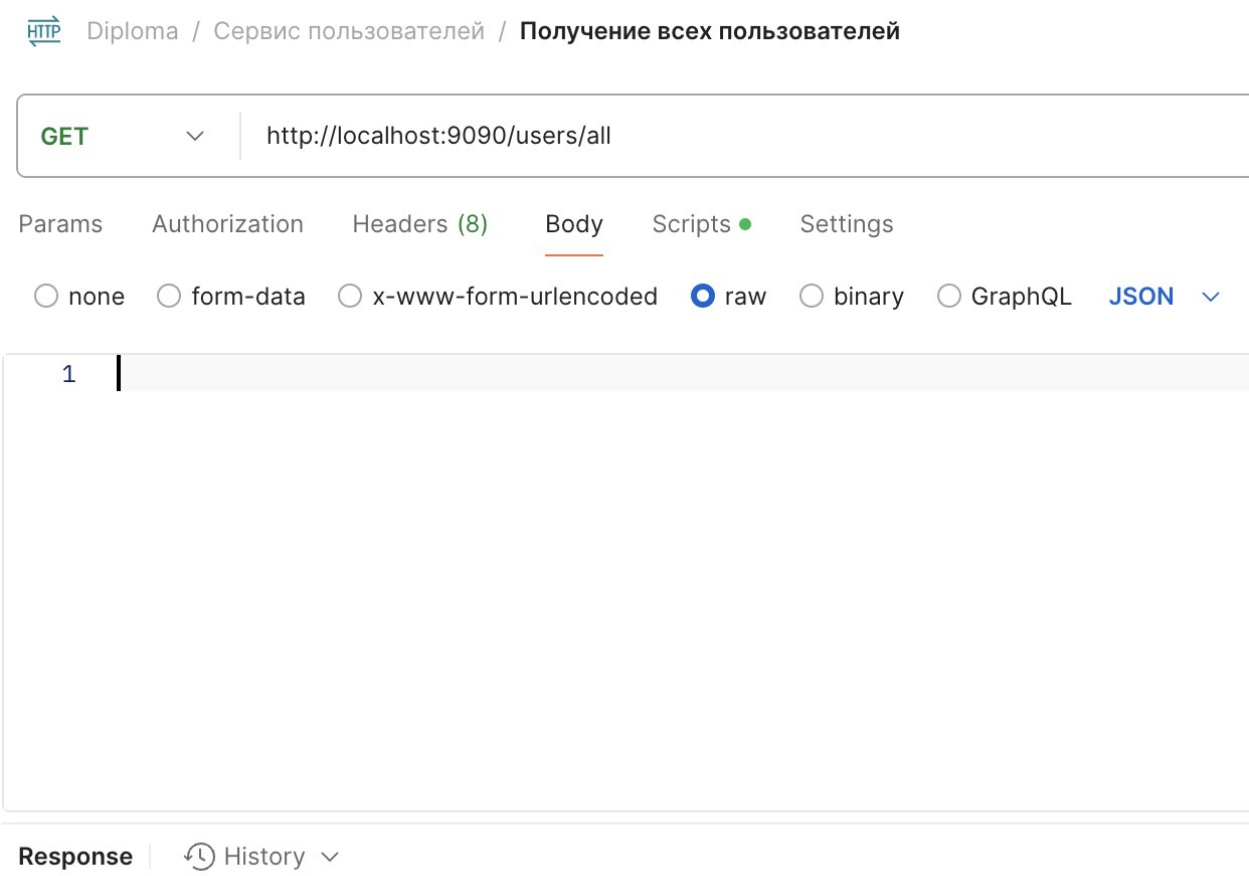 HTTP Diploma / Сервис пользователей / Получение всех пользователей
GET http://localhost:9090/users/all
Params Authorization Headers (8) Body Scripts Settings
none form-data x-www-form-urlencoded raw binary GraphQL JSON
1
Response History